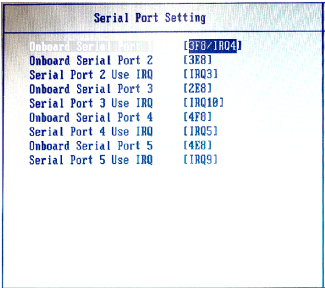 Serial Port Setting
Onboard Serial Port 1 [3F8/IRQ4]
Onboard Serial Port 2 [3E8]
Serial Port 2 Use IRQ [IRQ3]
Onboard Serial Port 3 [2E8]
Serial Port 3 Use IRQ [IRQ10]
Onboard Serial Port 4 [4F8]
Serial Port 4 Use IRQ [IRQ5]
Onboard Serial Port 5 [4E8]
Serial Port 5 Use IRQ [IRQ9]